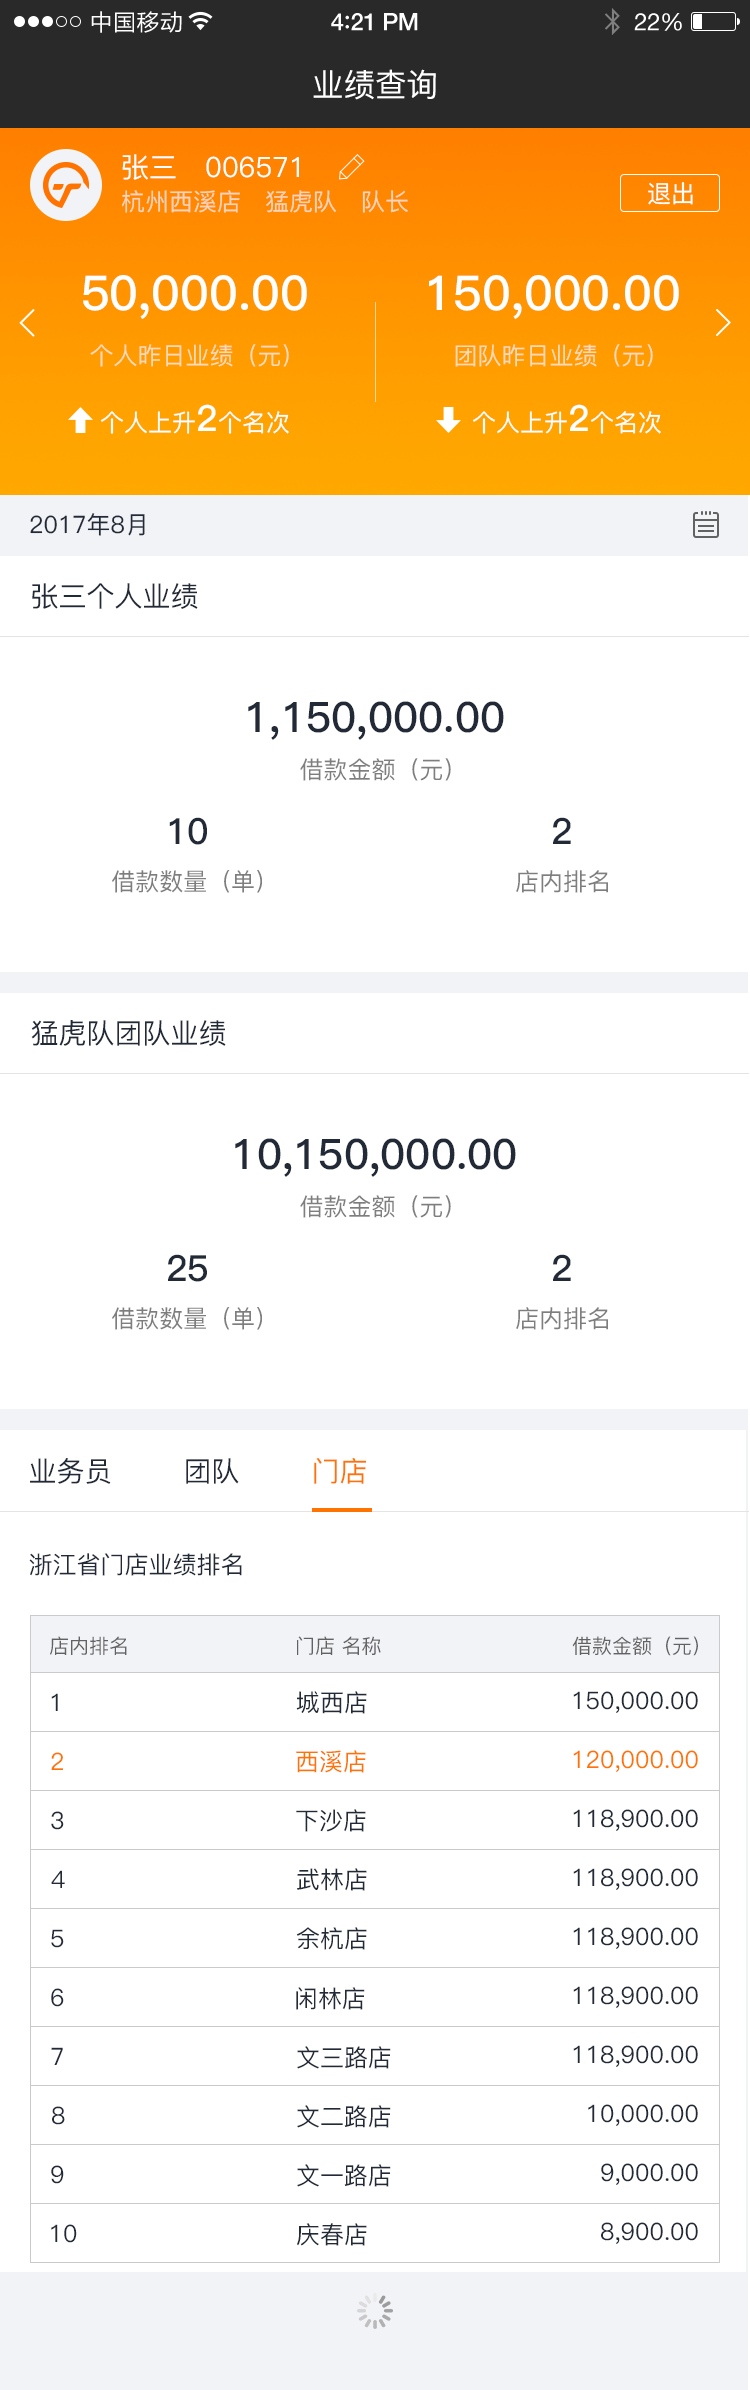 中国移动 4:21 PM 22%
业绩查询
张三 006571
杭州西溪店 猛虎队 队长
退出
50,000.00 150,000.00
个人昨日业绩（元） 团队昨日业绩（元）
个人上升2个名次 个人上升2个名次
2017年8月
张三个人业绩
1,150,000.00
借款金额（元）
10 2
借款数量（单） 店内排名
猛虎队团队业绩
10,150,000.00
借款金额（元）
25 2
借款数量（单） 店内排名
业务员 团队 门店
浙江省门店业绩排名
店内排名 门店 名称 借款金额（元）
1 城西店 150,000.00
2 西溪店 120,000.00
3 下沙店 118,900.00
4 武林店 118,900.00
5 余杭店 118,900.00
6 闲林店 118,900.00
7 文三路店 118,900.00
8 文二路店 10,000.00
9 文一路店 9,000.00
10 庆春店 8,900.00